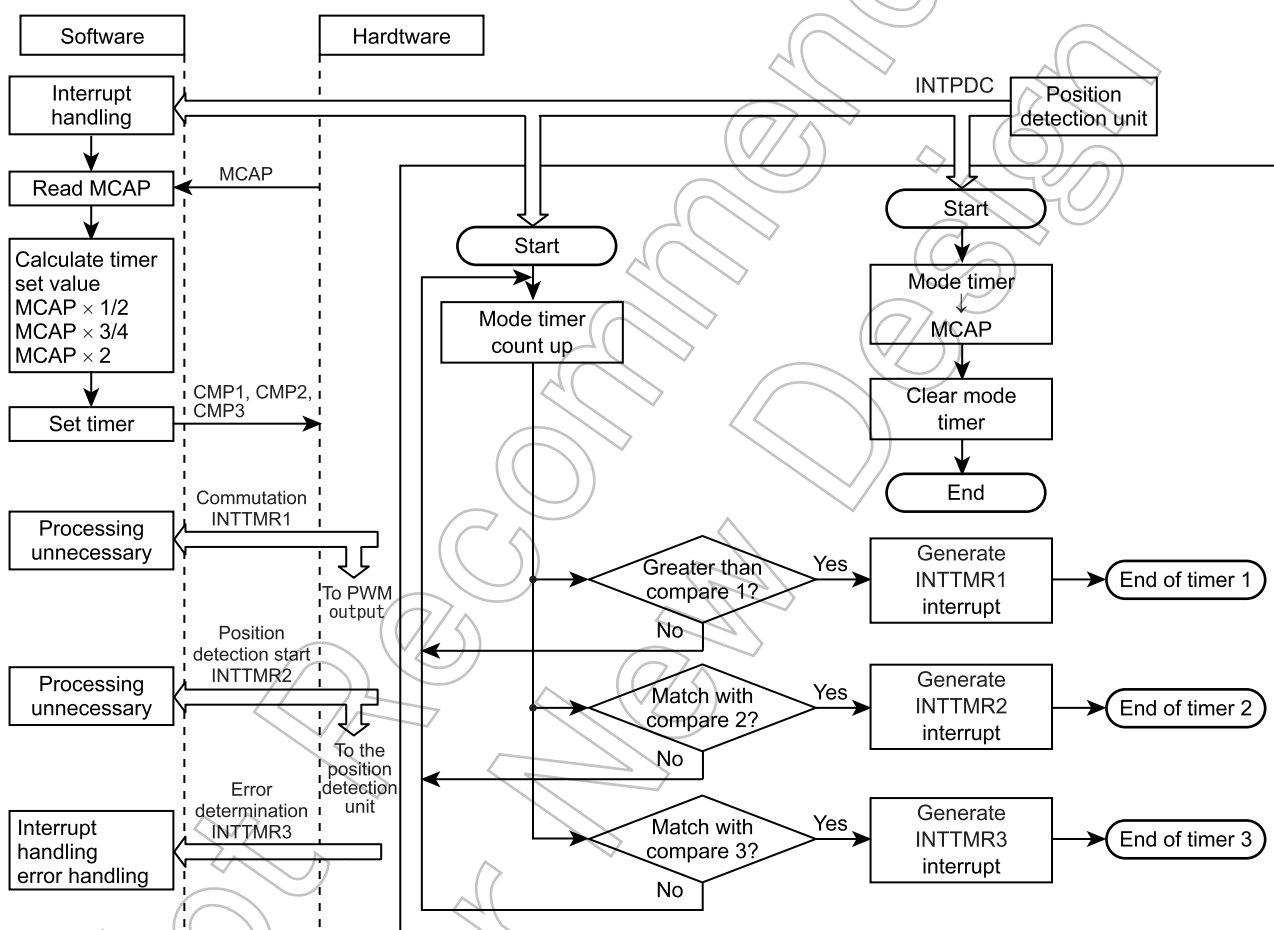 Software
Hardtware
Interrupt
handling
INTPDC
Position
detection unit
Read MCAP
MCAP
Calculate timer
set value
MCAP × 1/2
MCAP × 3/4
MCAP × 2
Set timer
CMP1, CMP2,
CMP3
Start
Mode timer
count up
Start
Mode timer
↓
MCAP
Clear mode
timer
End
Commutation
INTTMR1
Processing
unnecessary
To PWM
output
Position
detection start
INTTMR2
Processing
unnecessary
To the
position
detection
unit
Error
determination
INTTMR3
Interrupt
handling
error handling
Greater than
compare 1?
Yes
No
Generate
INTTMR1
interrupt
End of timer 1
Match with
compare 2?
Yes
No
Generate
INTTMR2
interrupt
End of timer 2
Match with
compare 3?
Yes
No
Generate
INTTMR3
interrupt
End of timer 3